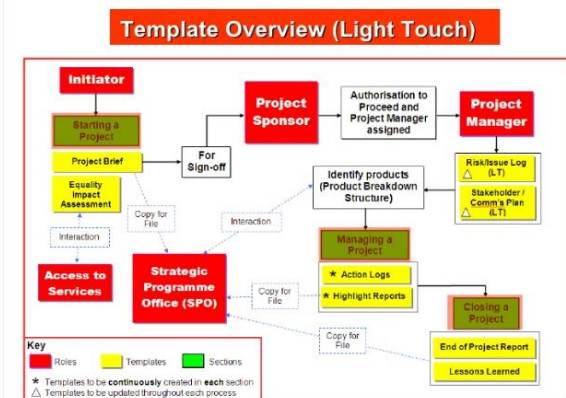 Template Overview (Light Touch)
Initiator
Starting a
Project
Project Brief
Equality
Impact
Assessment
Interaction
Access to
Services
Copy for
File
For
Sign-off
Project
Sponsor
Authorisation to
Proceed and
Project Manager
assigned
Project
Manager
Risk/Issue Log
△ (LT)
Stakeholder /
Comm's Plan
△ (LT)
Identify products
(Product Breakdown
Structure)
Interaction
Strategic
Programme
Office (SPO)
Managing a
Project
* Action Logs
* Highlight Reports
Copy for
File
Closing a
Project
End of Project Report
Lessons Learned
Copy for
File
Key
Roles
Templates
Sections
* Templates to be continuously created in each section
△ Templates to be updated throughout each process